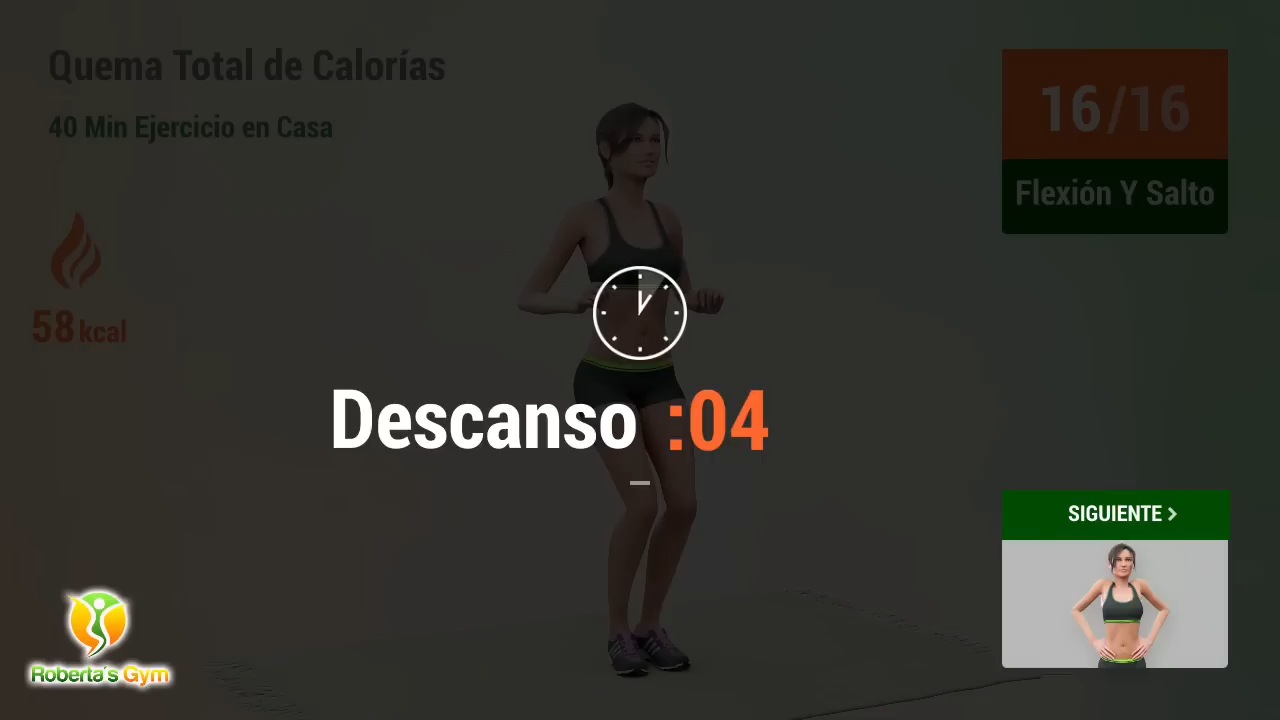 Quema Total de Calorías
40 Min Ejercicio en Casa
16/16
Flexión Y Salto
58 kcal
Descanso :04
SIGUIENTE >
Roberta's Gym